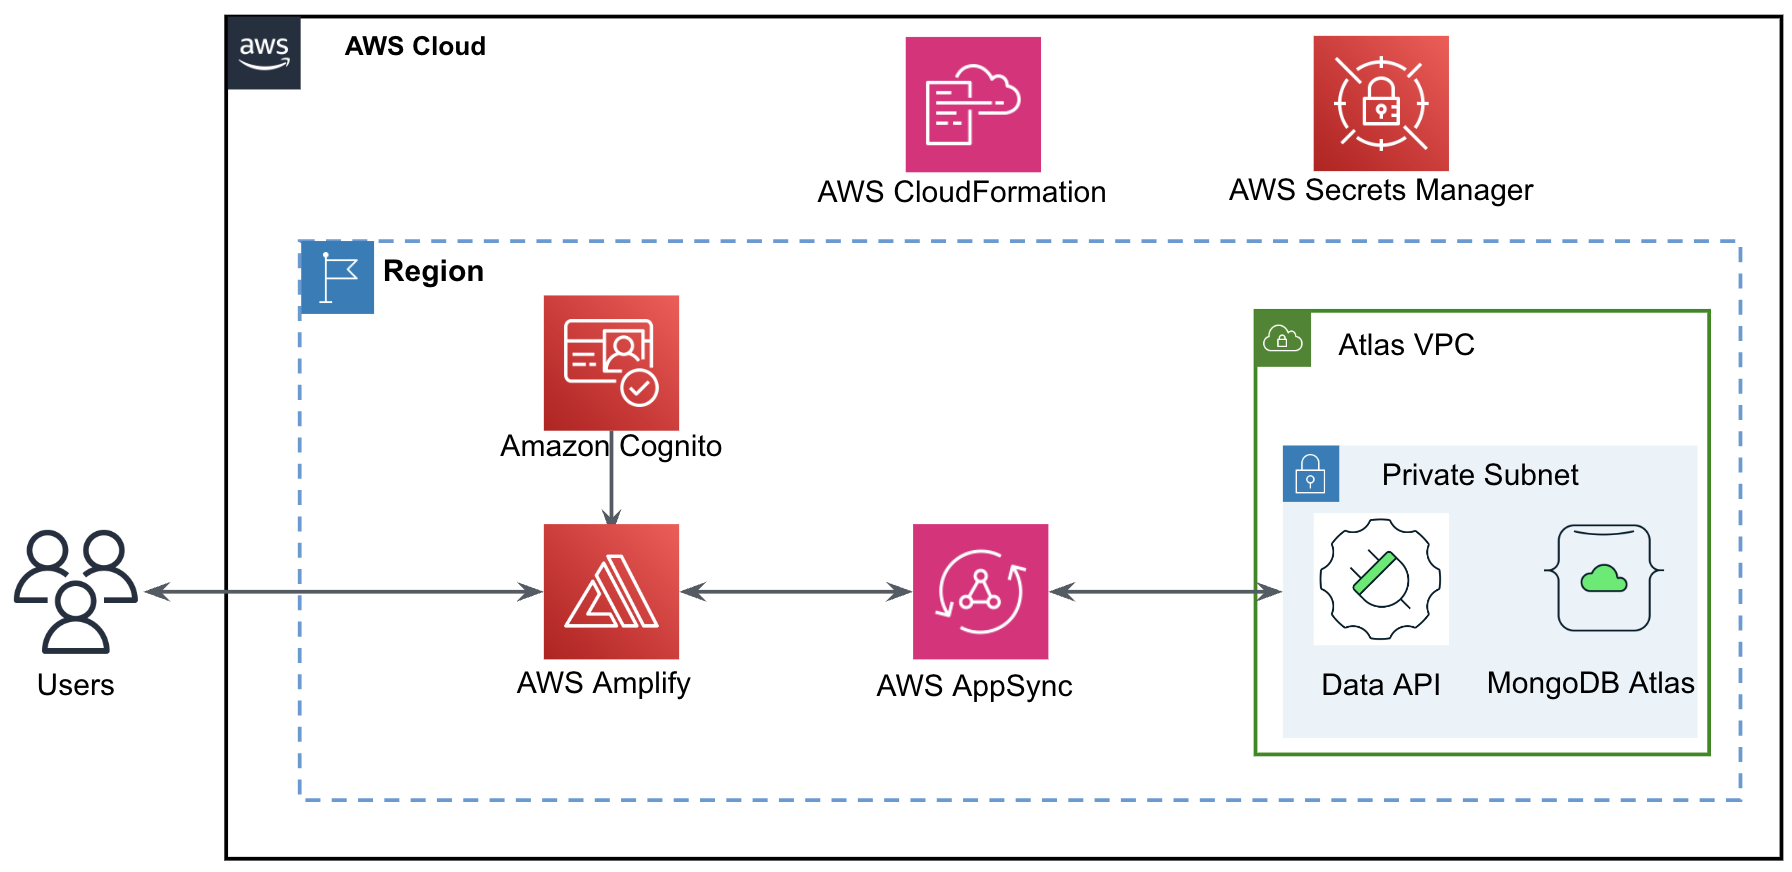 aws
AWS Cloud
AWS CloudFormation
AWS Secrets Manager
Region
Amazon Cognito
Atlas VPC
Private Subnet
Users
AWS Amplify
AWS AppSync
Data API
MongoDB Atlas